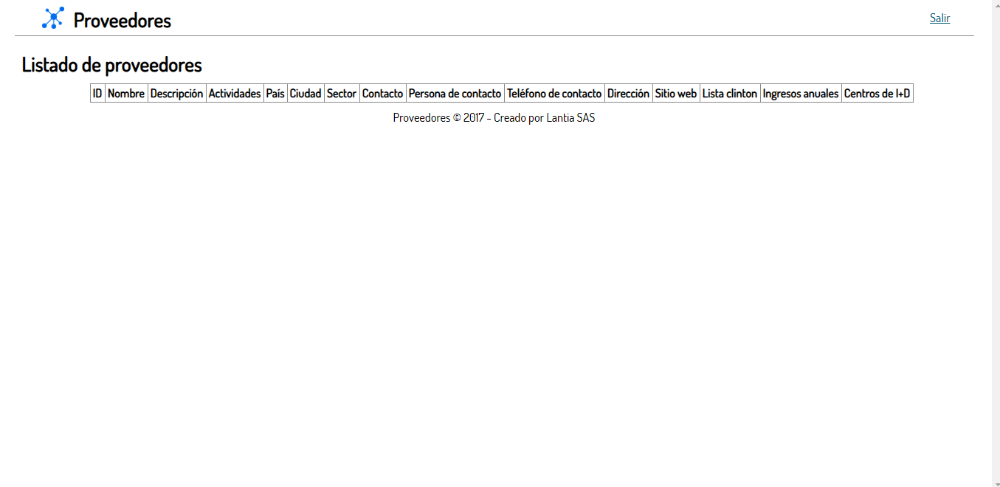 Proveedores
Salir
Listado de proveedores
ID Nombre Descripción Actividades País Ciudad Sector Contacto Persona de contacto Teléfono de contacto Dirección Sitio web Lista clinton Ingresos anuales Centros de I+D
Proveedores © 2017 - Creado por Lantia SAS